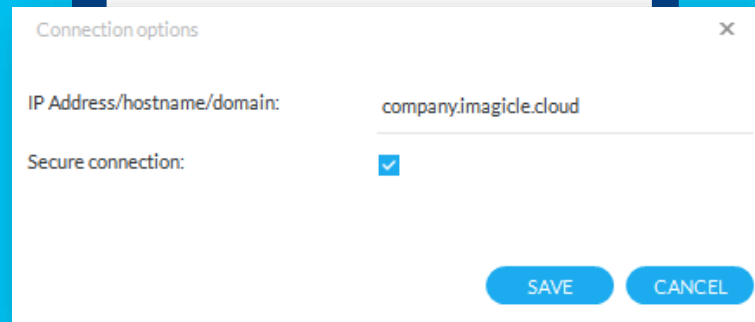 Connection options
IP Address/hostname/domain: company.imagicle.cloud
Secure connection:
SAVE CANCEL